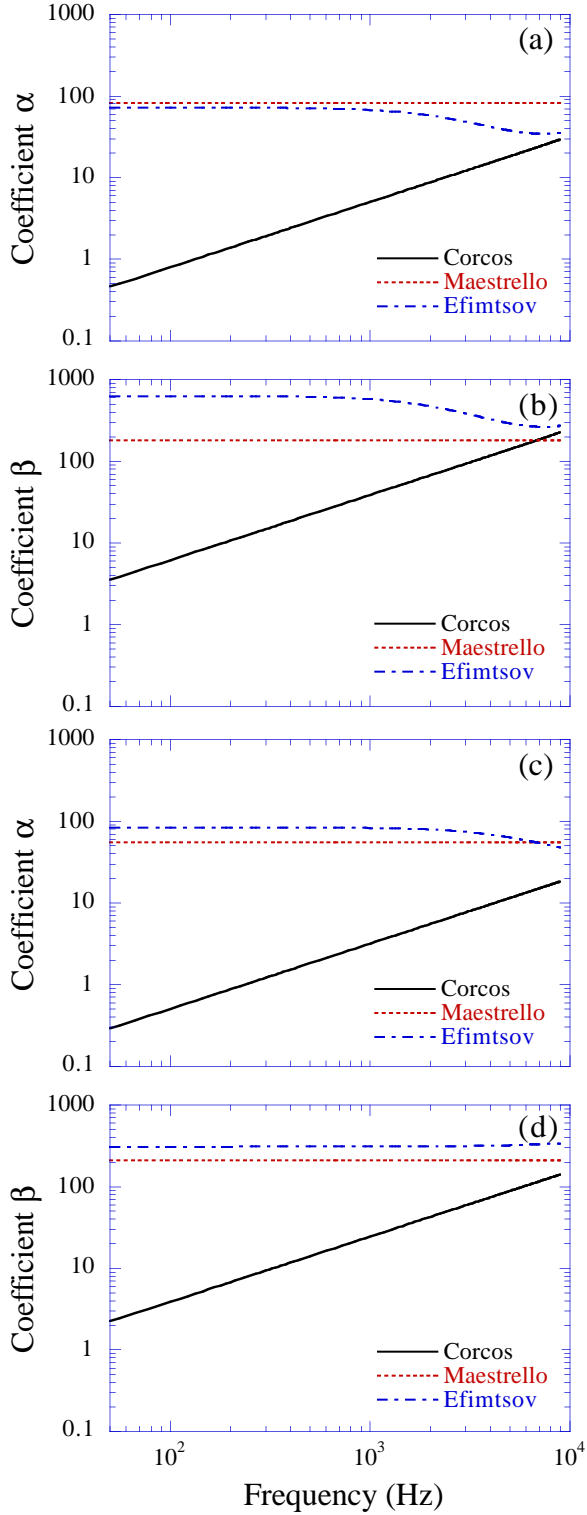 1000
(a)
100
10
1
0.1
Coefficient α
Corcos
Maestrello
Efimtsov
1000
(b)
100
10
1
0.1
Coefficient β
Corcos
Maestrello
Efimtsov
1000
(c)
100
10
1
0.1
Coefficient α
Corcos
Maestrello
Efimtsov
1000
(d)
100
10
1
0.1
Coefficient β
Corcos
Maestrello
Efimtsov
10² 10³ 10⁴
Frequency (Hz)